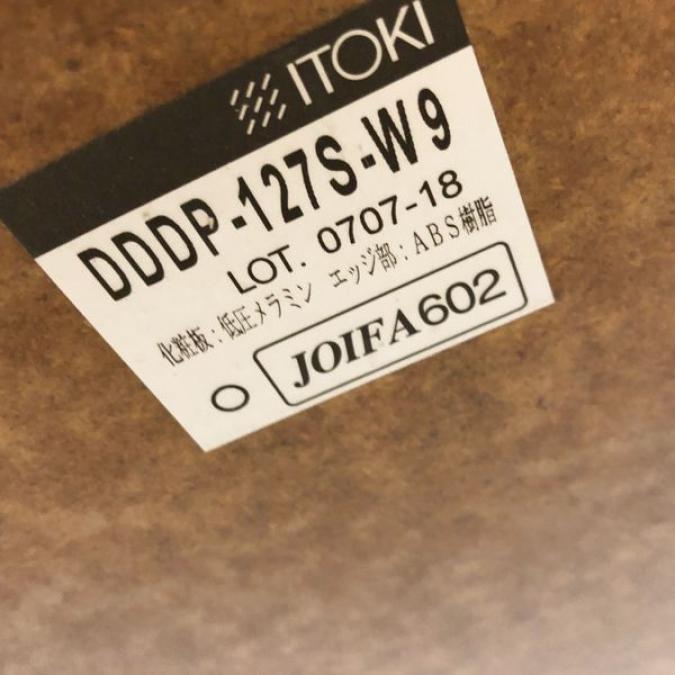 ITOKI
DDDP-127S-W9
LOT. 0707-18
化粧板：低圧メラミン エッジ部：ABS樹脂
○ JOIFA602